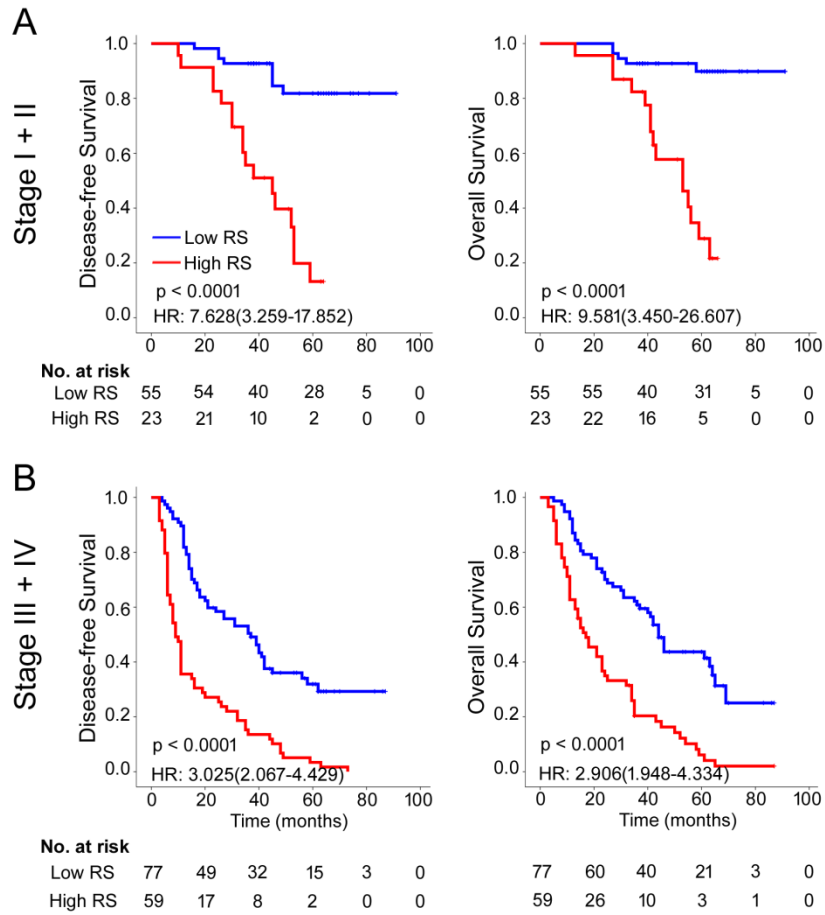 A
Stage I + II
Disease-free Survival
1.0
0.8
0.6
0.4
0.2
0.0
Low RS
High RS
p < 0.0001
HR: 7.628(3.259-17.852)
0 20 40 60 80 100
No. at risk
Low RS 55 54 40 28 5 0
High RS 23 21 10 2 0 0
Overall Survival
1.0
0.8
0.6
0.4
0.2
0.0
p < 0.0001
HR: 9.581(3.450-26.607)
0 20 40 60 80 100
55 55 40 31 5 0
23 22 16 5 0 0
B
Stage III + IV
Disease-free Survival
1.0
0.8
0.6
0.4
0.2
0.0
p < 0.0001
HR: 3.025(2.067-4.429)
0 20 40 60 80 100
Time (months)
No. at risk
Low RS 77 49 32 15 3 0
High RS 59 17 8 2 0 0
Overall Survival
1.0
0.8
0.6
0.4
0.2
0.0
p < 0.0001
HR: 2.906(1.948-4.334)
0 20 40 60 80 100
Time (months)
77 60 40 21 3 0
59 26 10 3 1 0